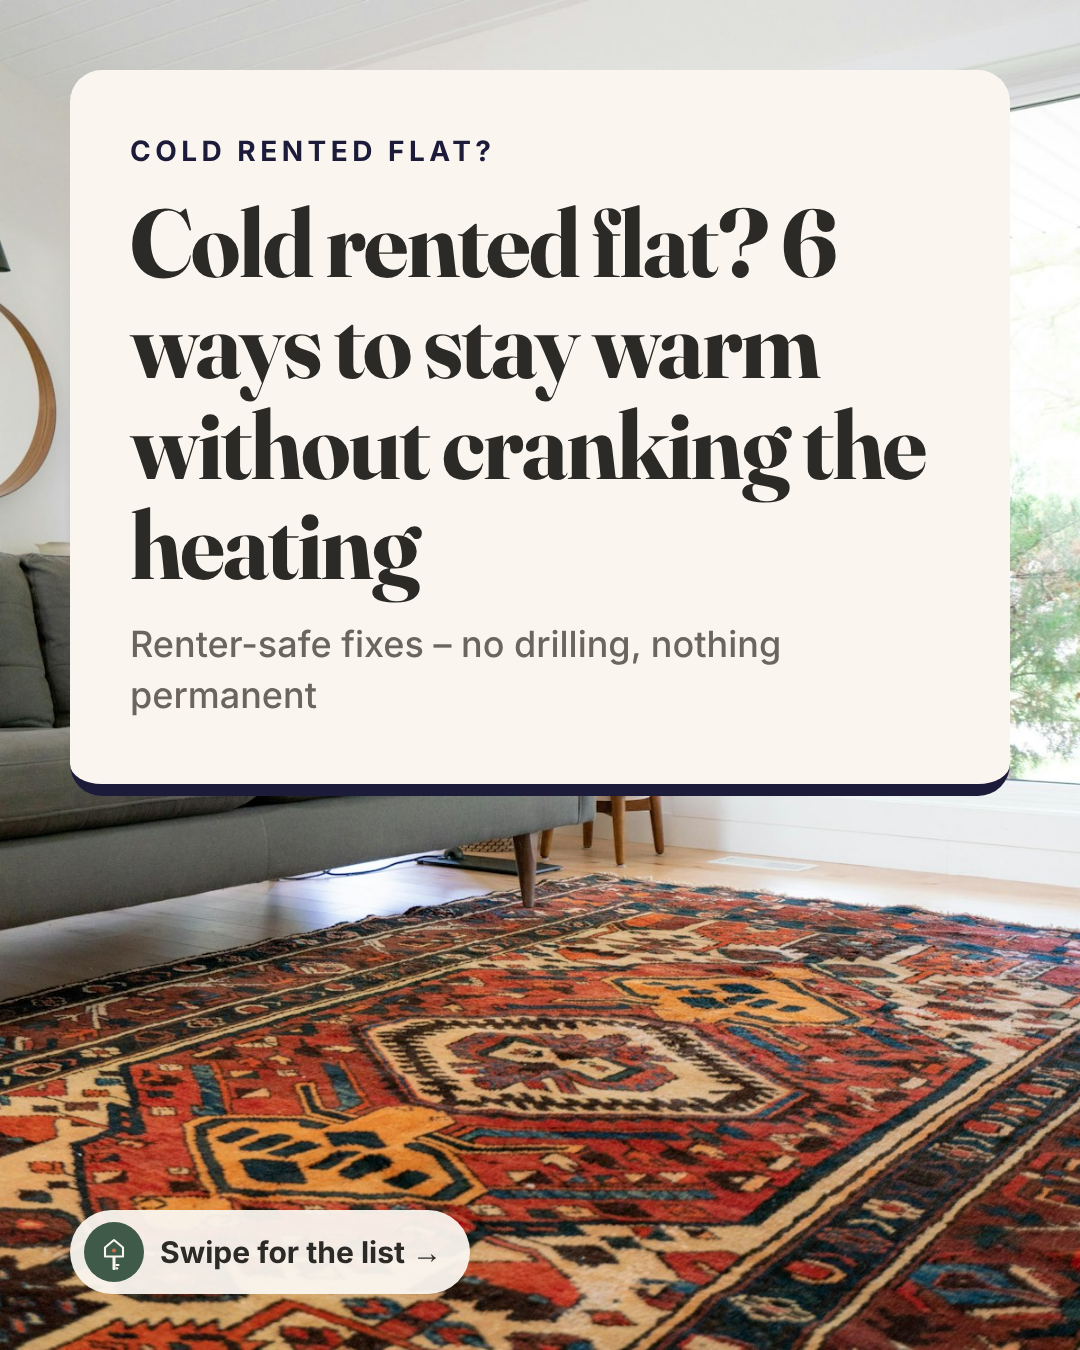 COLD RENTED FLAT?
Cold rented flat? 6
ways to stay warm
without cranking the
heating
Renter-safe fixes – no drilling, nothing
permanent
Swipe for the list →